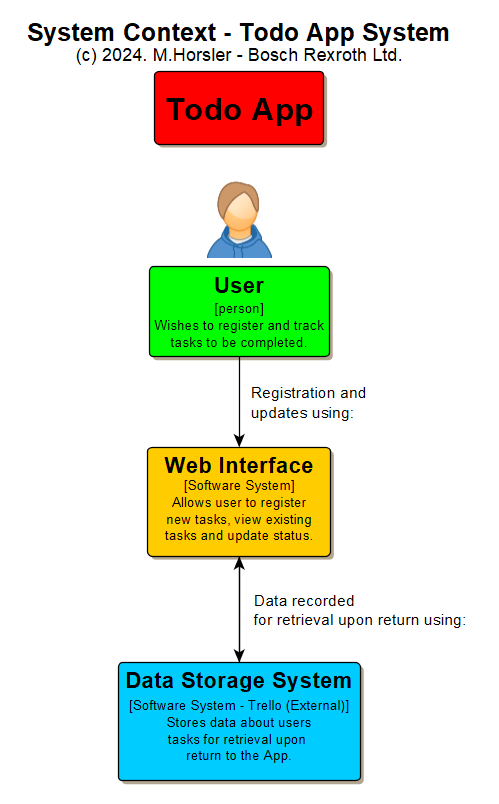 System Context - Todo App System
(c) 2024. M.Horsler - Bosch Rexroth Ltd.
Todo App
User
[person]
Wishes to register and track
tasks to be completed.
Registration and
updates using:
Web Interface
[Software System]
Allows user to register
new tasks, view existing
tasks and update status.
Data recorded
for retrieval upon return using:
Data Storage System
[Software System - Trello (External)]
Stores data about users
tasks for retrieval upon
return to the App.